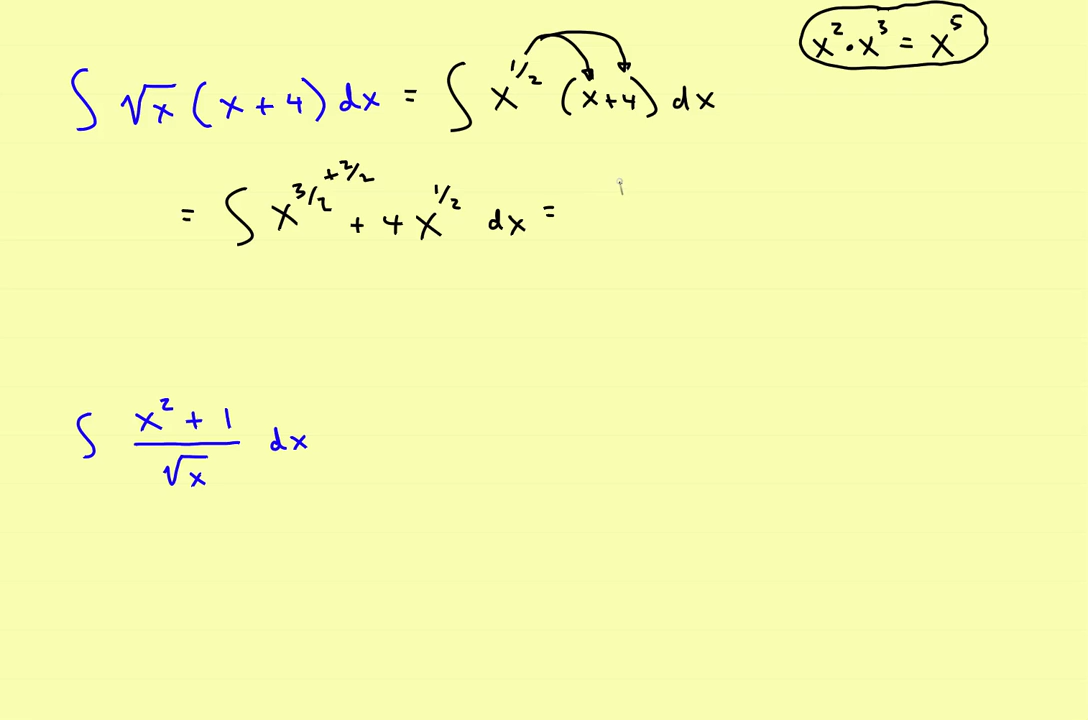 x² · x³ = x⁵
∫ √x (x + 4) dx = ∫ x^1/2 (x + 4) dx
= ∫ x^3/2 ^+2/2 + 4x^1/2 dx =
∫ (x² + 1)/√x dx